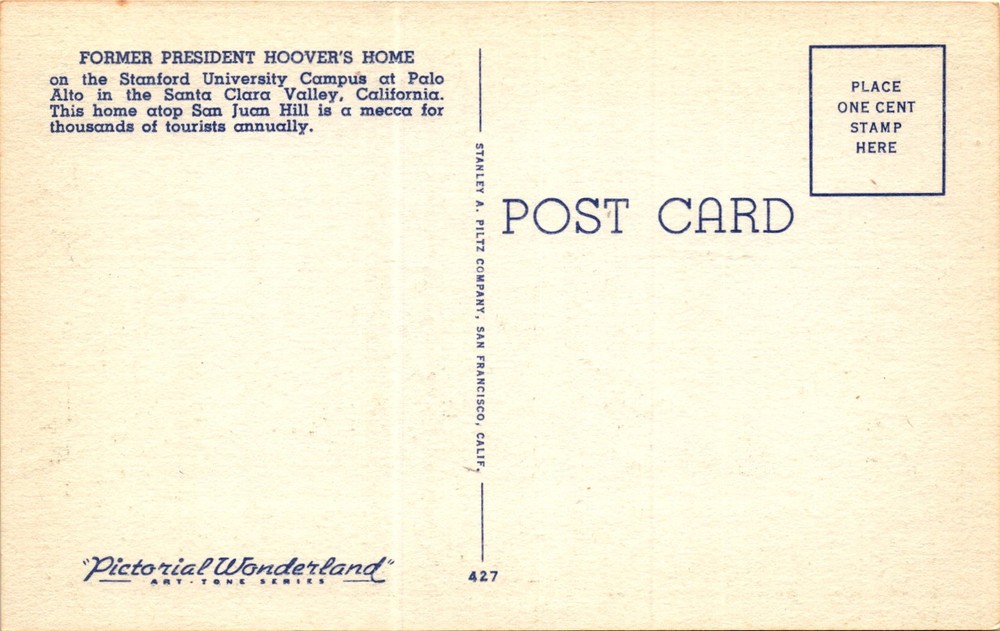 FORMER PRESIDENT HOOVER'S HOME
on the Stanford University Campus at Palo
Alto in the Santa Clara Valley, California.
This home atop San Juan Hill is a mecca for
thousands of tourists annually.
PLACE
ONE CENT
STAMP
HERE
POST CARD
STANLEY A. PILTZ COMPANY, SAN FRANCISCO, CALIF.
"Pictorial Wonderland"
ART-TONE SERIES
427